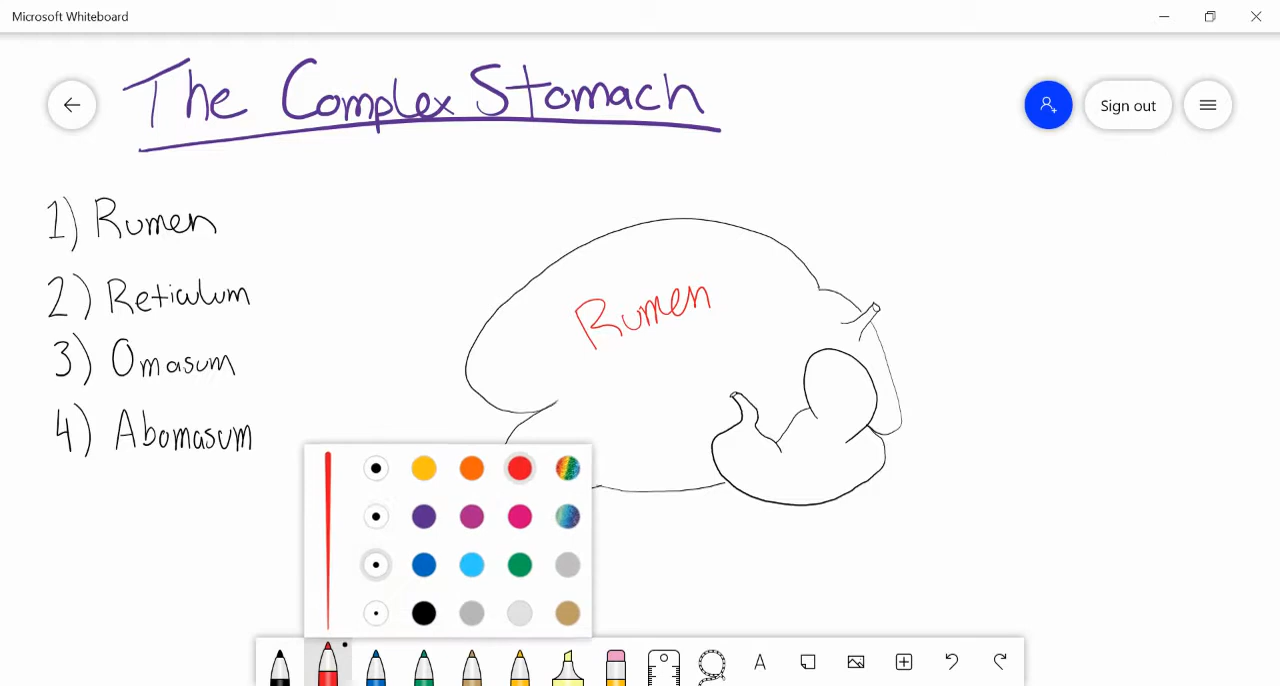 Microsoft Whiteboard
The Complex Stomach
Sign out
1) Rumen
2) Reticulum
3) Omasum
4) Abomasum
Rumen
A